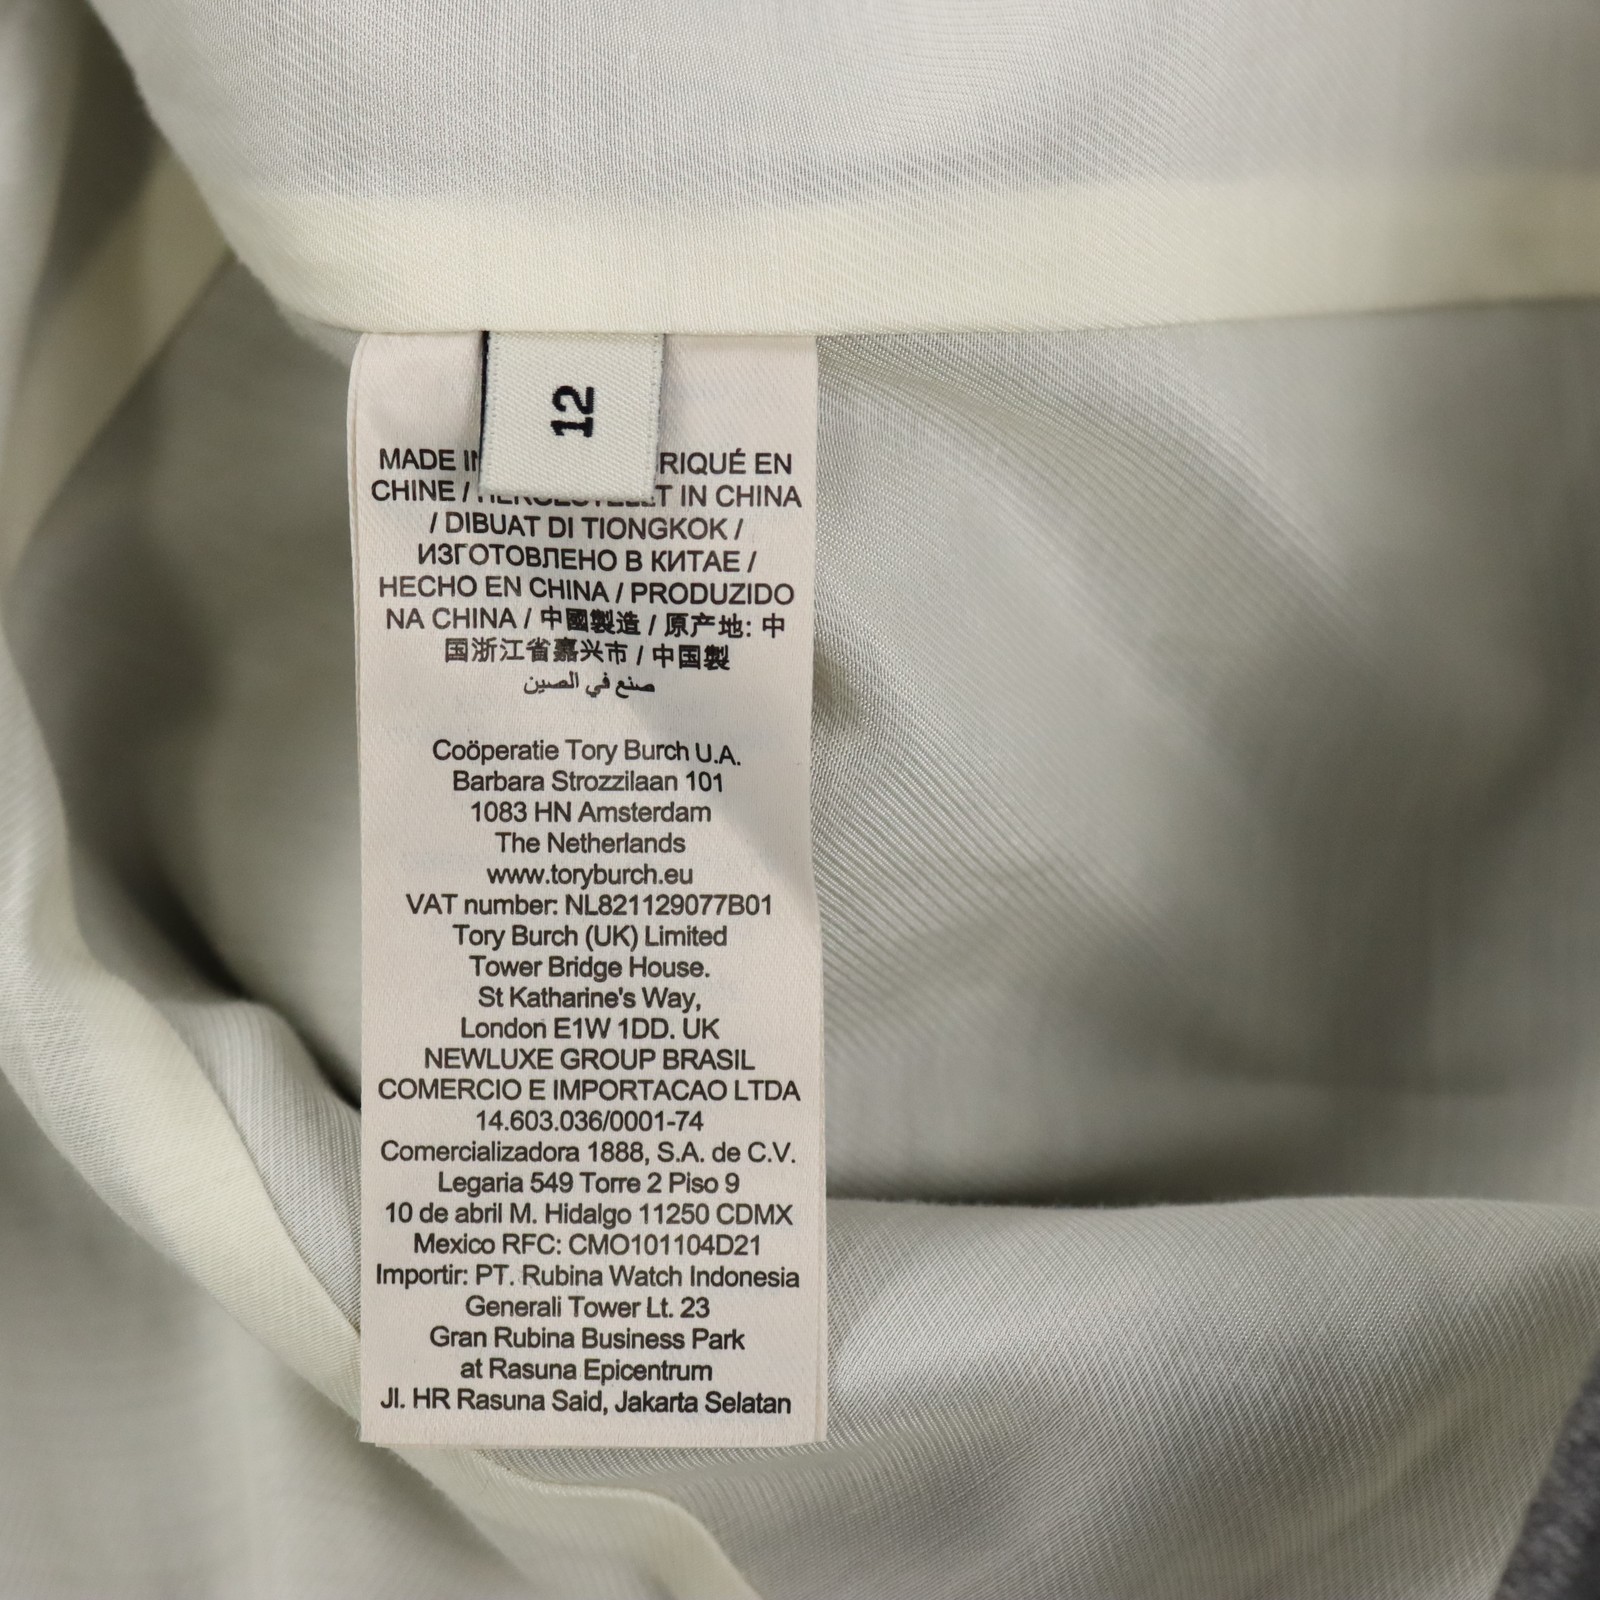 12
MADE IN RIQUÉ EN
CHINE / T IN CHINA
/ DIBUAT DI TIONGKOK /
ИЗГОТОВЛЕНО В КИТАЕ /
HECHO EN CHINA / PRODUZIDO
NA CHINA / 中國製造 / 原产地: 中
国浙江省嘉兴市 / 中国製
صنع في الصين
Coöperatie Tory Burch U.A.
Barbara Strozzilaan 101
1083 HN Amsterdam
The Netherlands
www.toryburch.eu
VAT number: NL821129077B01
Tory Burch (UK) Limited
Tower Bridge House.
St Katharine's Way,
London E1W 1DD. UK
NEWLUXE GROUP BRASIL
COMERCIO E IMPORTACAO LTDA
14.603.036/0001-74
Comercializadora 1888, S.A. de C.V.
Legaria 549 Torre 2 Piso 9
10 de abril M. Hidalgo 11250 CDMX
Mexico RFC: CMO101104D21
Importir: PT. Rubina Watch Indonesia
Generali Tower Lt. 23
Gran Rubina Business Park
at Rasuna Epicentrum
Jl. HR Rasuna Said, Jakarta Selatan